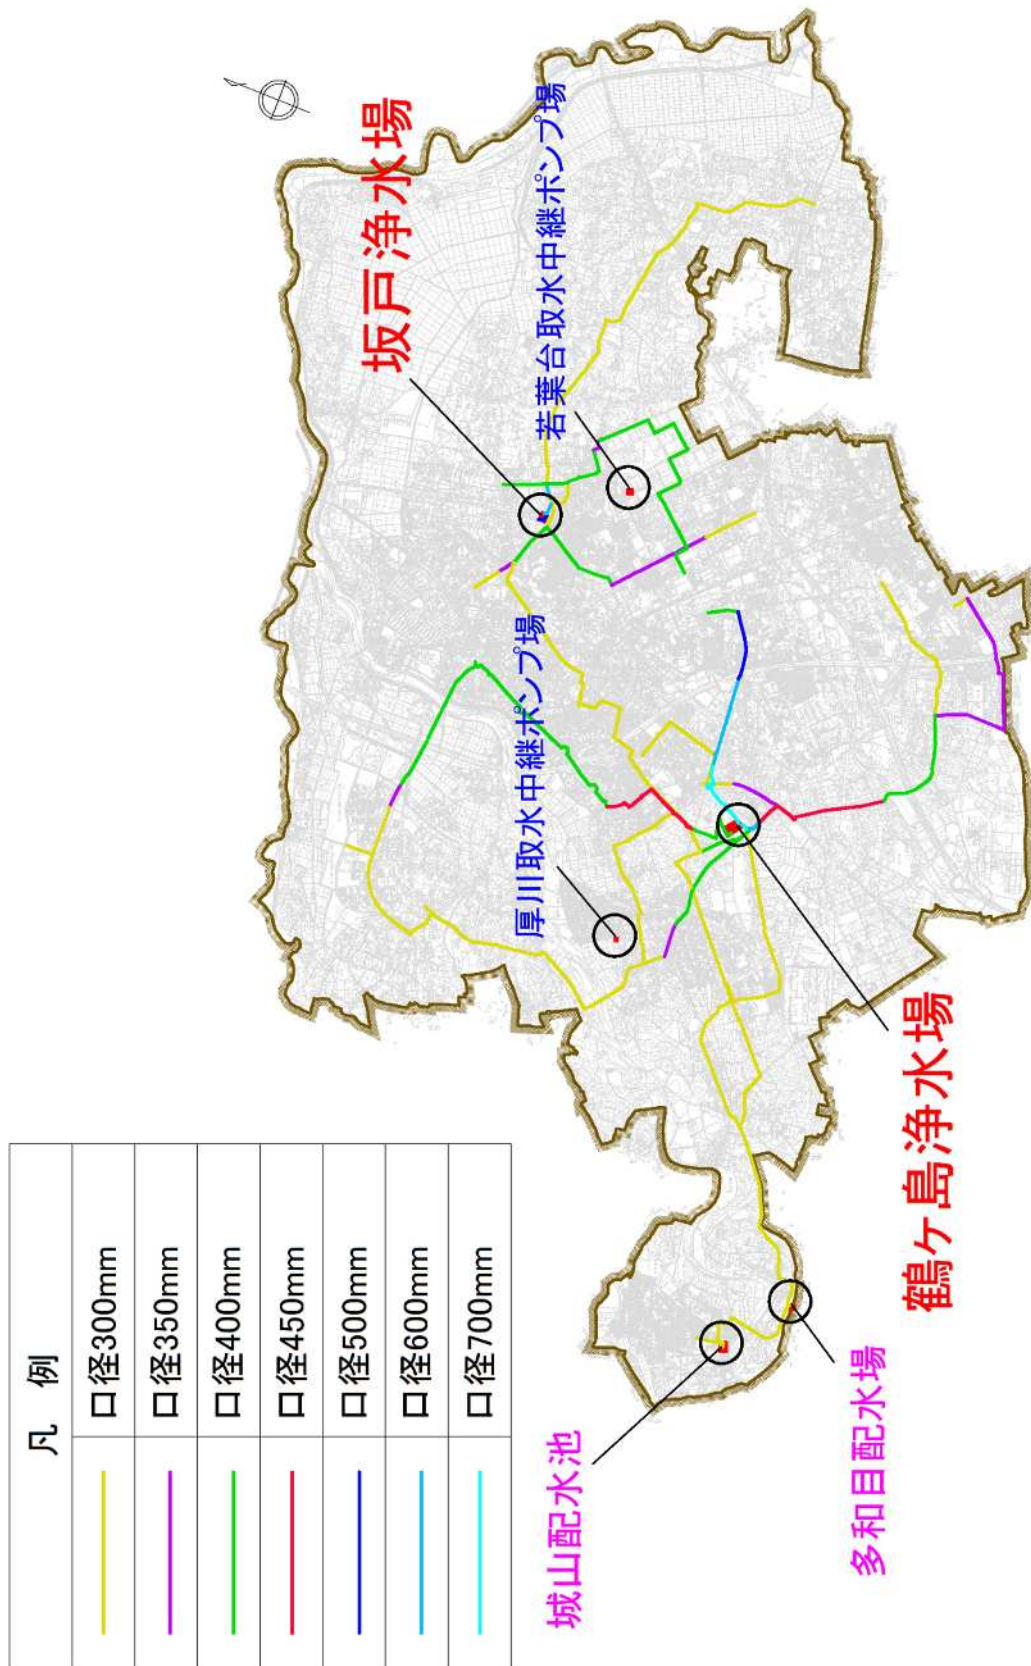 凡 例
口径300mm
口径350mm
口径400mm
口径450mm
口径500mm
口径600mm
口径700mm
坂戸浄水場
若葉台取水中継ポンプ場
厚川取水中継ポンプ場
鶴ケ島浄水場
城山配水池
多和目配水場